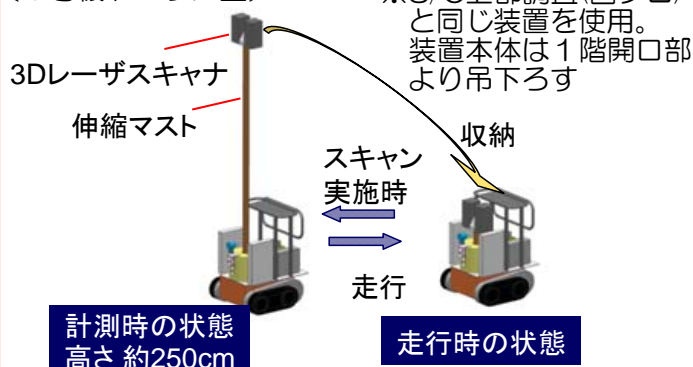 と同じ装置を使用。
装置本体は１階開口部
より吊下ろす
3Dレーザスキャナ
伸縮マスト
収納
スキャン
実施時
走行
計測時の状態
高さ 約250cm
走行時の状態